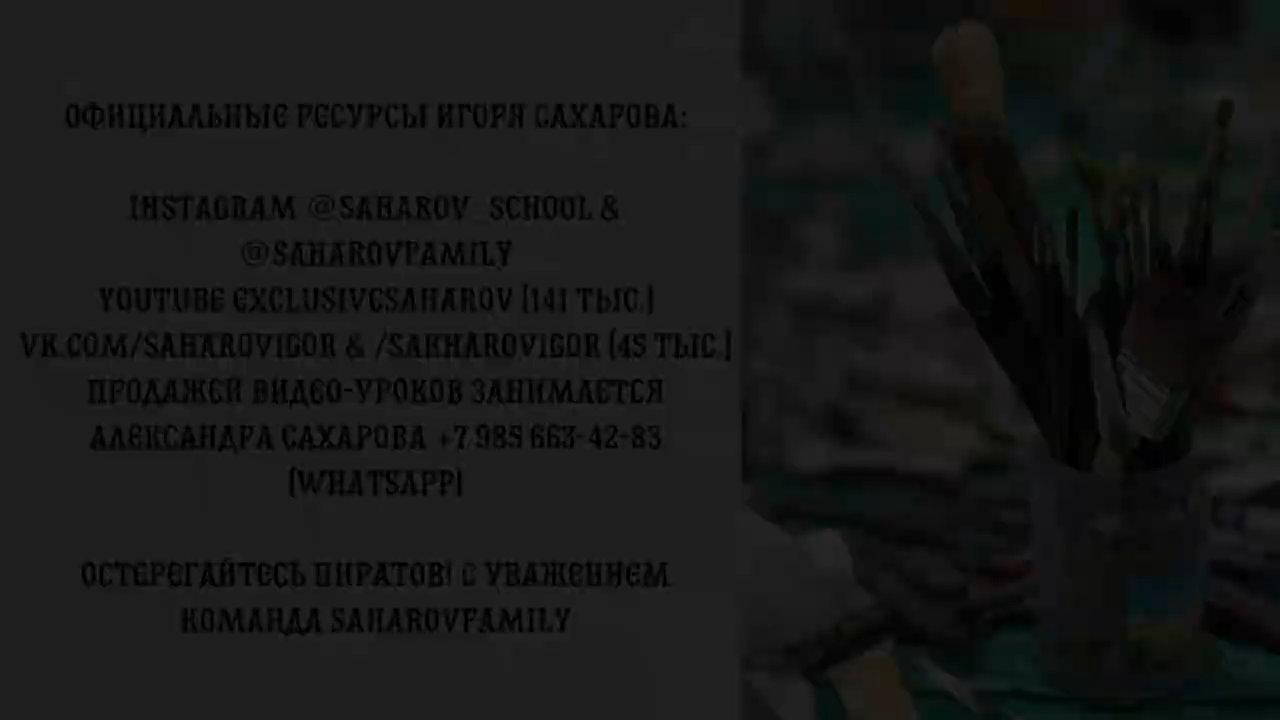 ОФИЦИАЛЬНЫЕ РЕСУРСЫ ИГОРЯ САХАРОВА:
INSTAGRAM @SAHAROV_SCHOOL &
@SAHAROVFAMILY
YOUTUBE EXCLUSIVESAHAROV (141 ТЫС.)
VK.COM/SAHAROVIGOR & /SAKHAROVIGOR (45 ТЫС.)
ПРОДАЖЕЙ ВИДЕО-УРОКОВ ЗАНИМАЕТСЯ
АЛЕКСАНДРА САХАРОВА +7 985 663-42-83
(WHATSAPP)
ОСТЕРЕГАЙТЕСЬ ПИРАТОВ! С УВАЖЕНИЕМ
КОМАНДА SAHAROVFAMILY